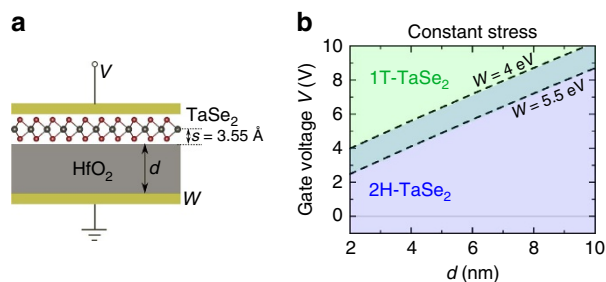 a
V
TaSe₂
s = 3.55 Å
HfO₂
d
W
b
Constant stress
Gate voltage V (V)
10
8
6
4
2
0
1T-TaSe₂
W = 4 eV
W = 5.5 eV
2H-TaSe₂
2
4
6
8
10
d (nm)